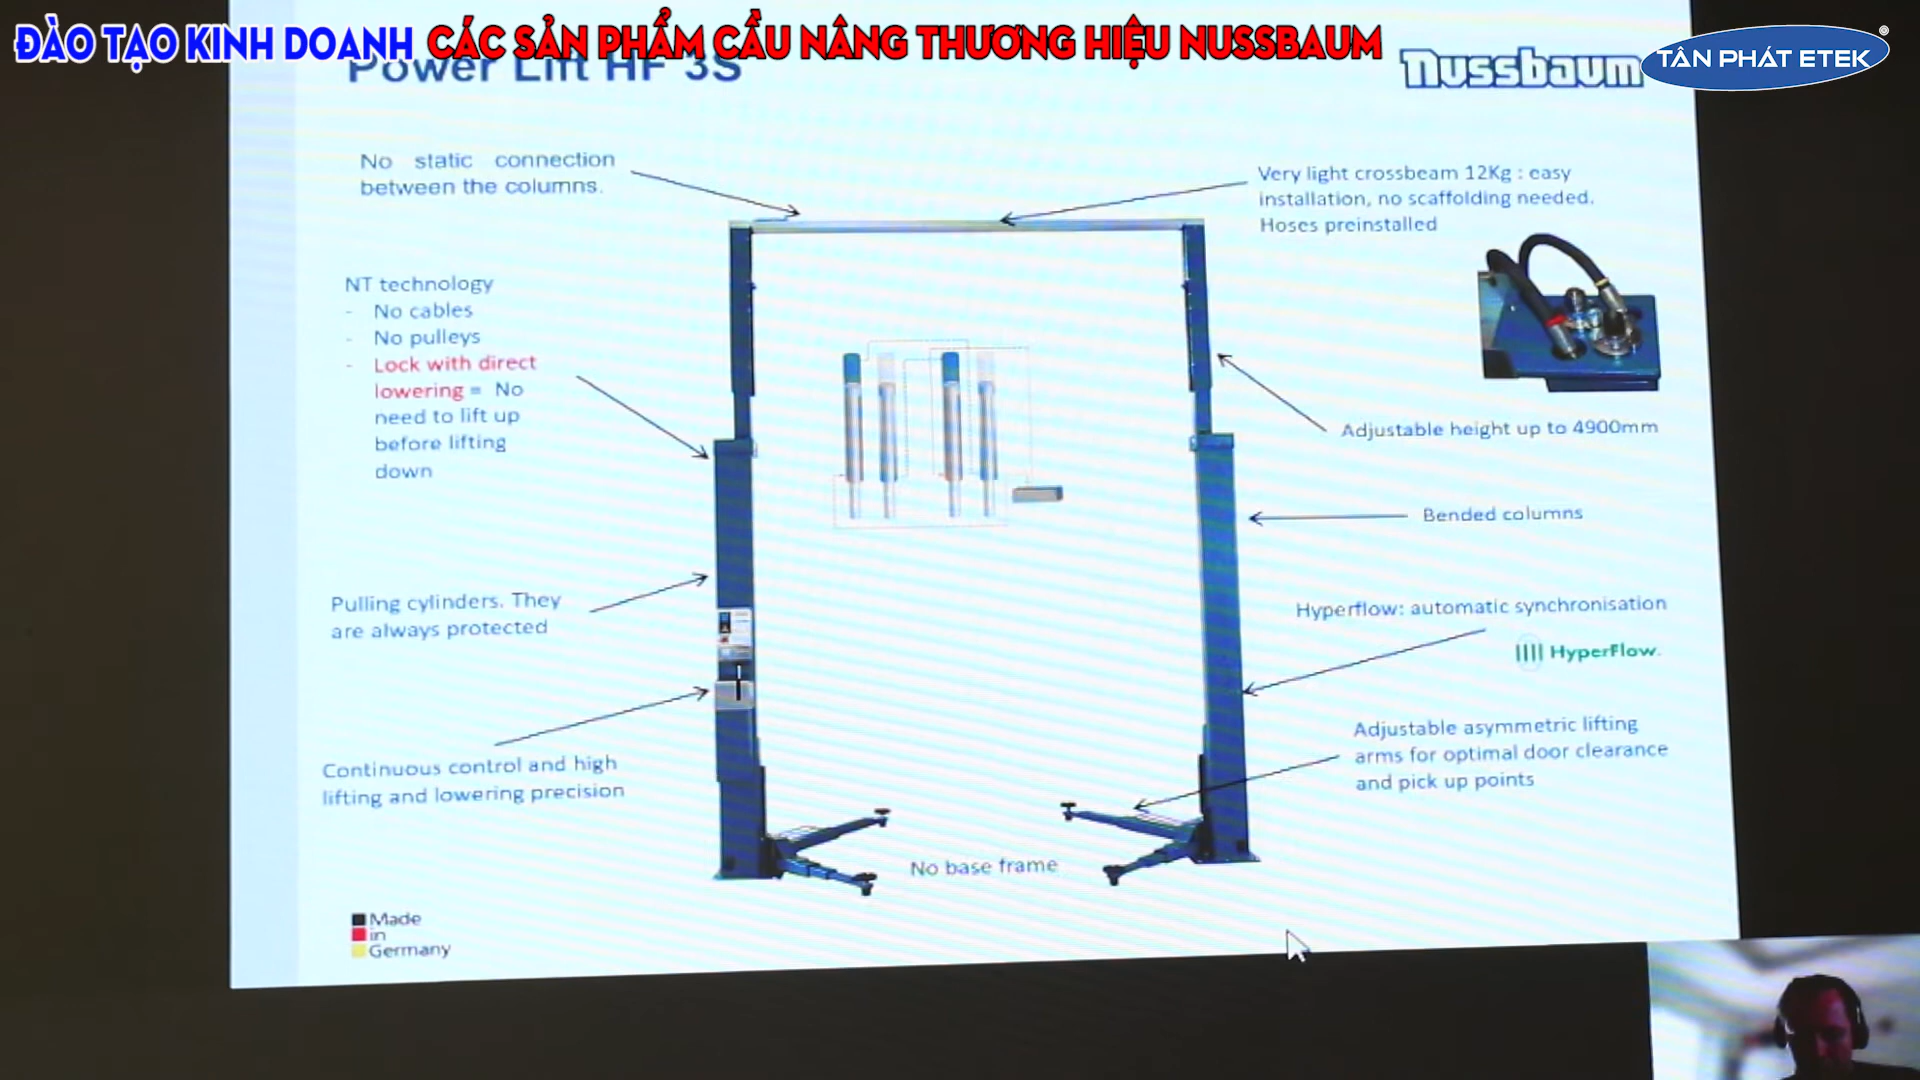 ĐÀO TẠO KINH DOANH CÁC SẢN PHẨM CẦU NÂNG THƯƠNG HIỆU NUSSBAUM
TÂN PHÁT ETEK
Power Lift HF 3S
Nussbaum
No static connection
between the columns.
Very light crossbeam 12Kg : easy
installation, no scaffolding needed.
Hoses preinstalled
NT technology
- No cables
- No pulleys
- Lock with direct
lowering = No
need to lift up
before lifting
down
Adjustable height up to 4900mm
Bended columns
Pulling cylinders. They
are always protected
Hyperflow: automatic synchronisation
HyperFlow.
Continuous control and high
lifting and lowering precision
Adjustable asymmetric lifting
arms for optimal door clearance
and pick up points
No base frame
Made
in
Germany